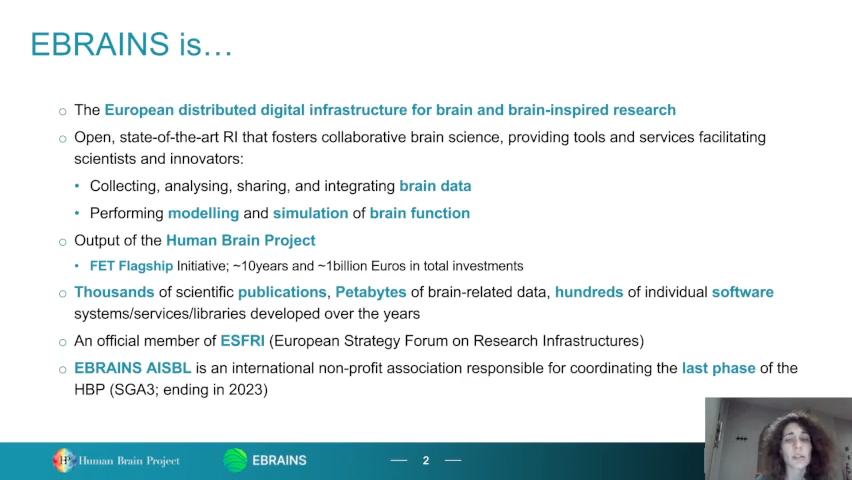 EBRAINS is…
The European distributed digital infrastructure for brain and brain-inspired research
Open, state-of-the-art RI that fosters collaborative brain science, providing tools and services facilitating
scientists and innovators:
Collecting, analysing, sharing, and integrating brain data
Performing modelling and simulation of brain function
Output of the Human Brain Project
FET Flagship Initiative; ~10years and ~1billion Euros in total investments
Thousands of scientific publications, Petabytes of brain-related data, hundreds of individual software
systems/services/libraries developed over the years
An official member of ESFRI (European Strategy Forum on Research Infrastructures)
EBRAINS AISBL is an international non-profit association responsible for coordinating the last phase of the
HBP (SGA3; ending in 2023)
Human Brain Project
EBRAINS
2